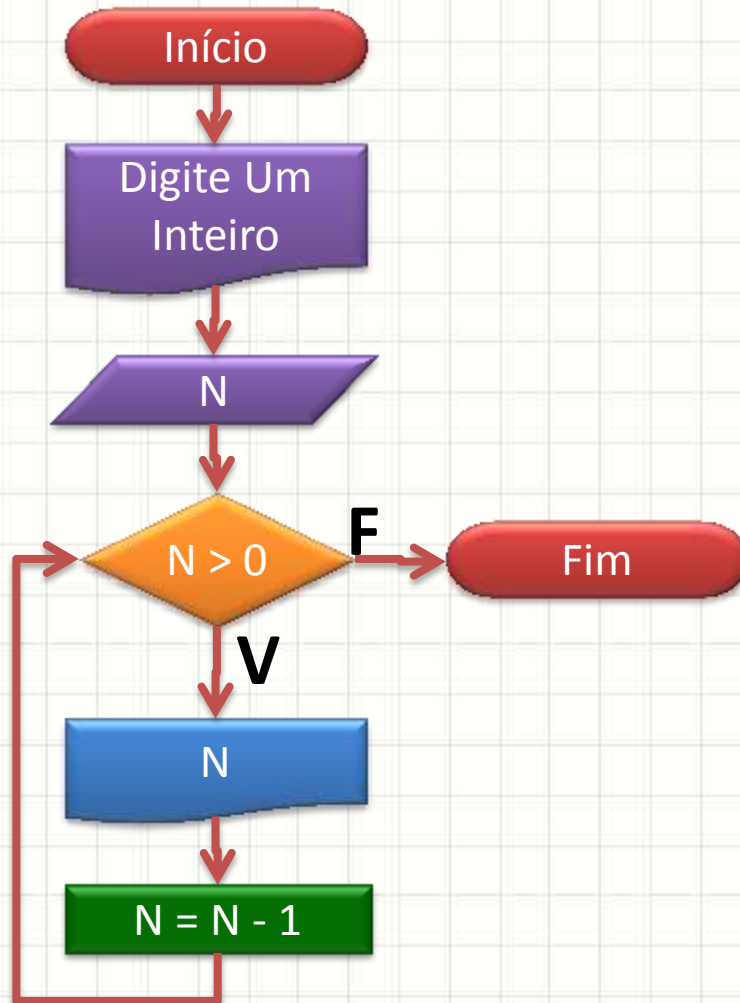 Início
Digite Um
Inteiro
N
N > 0
F
Fim
V
N
N = N - 1